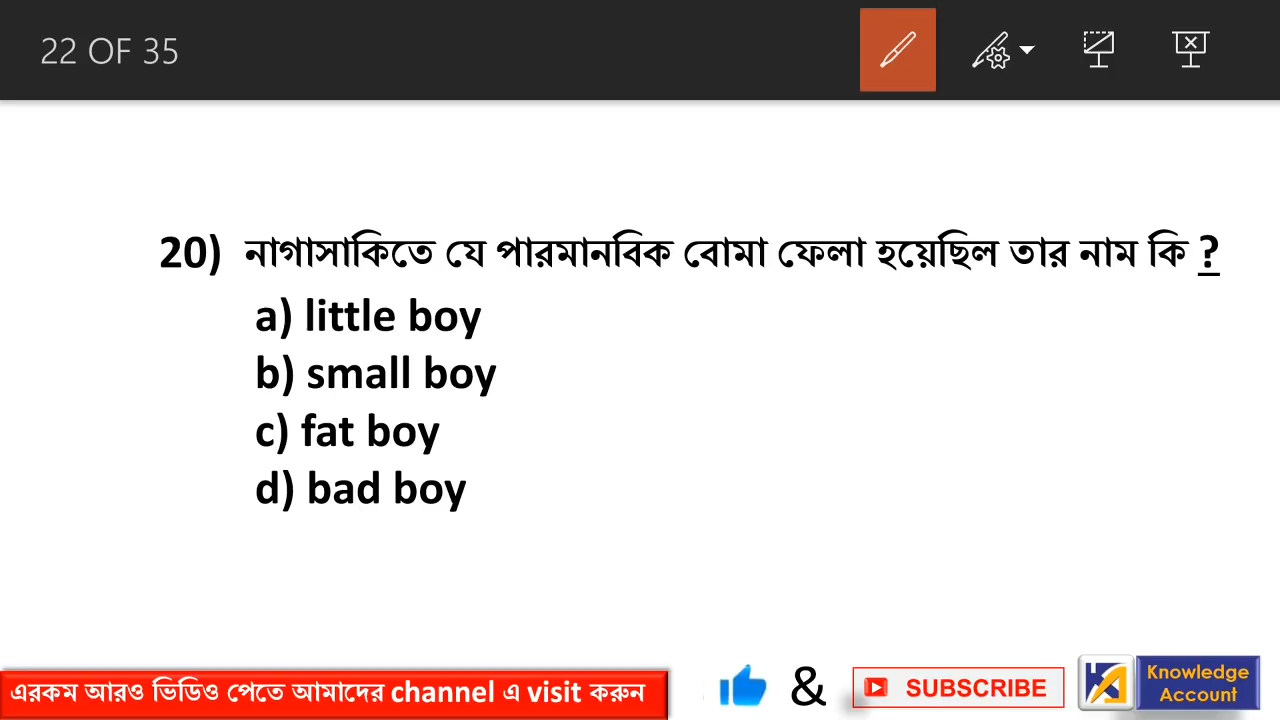 22 OF 35
20) নাগাসাকিতে যে পারমানবিক বোমা ফেলা হয়েছিল তার নাম কি ?
a) little boy
b) small boy
c) fat boy
d) bad boy
এরকম আরও ভিডিও পেতে আমাদের channel এ visit করুন
& SUBSCRIBE
Knowledge
Account